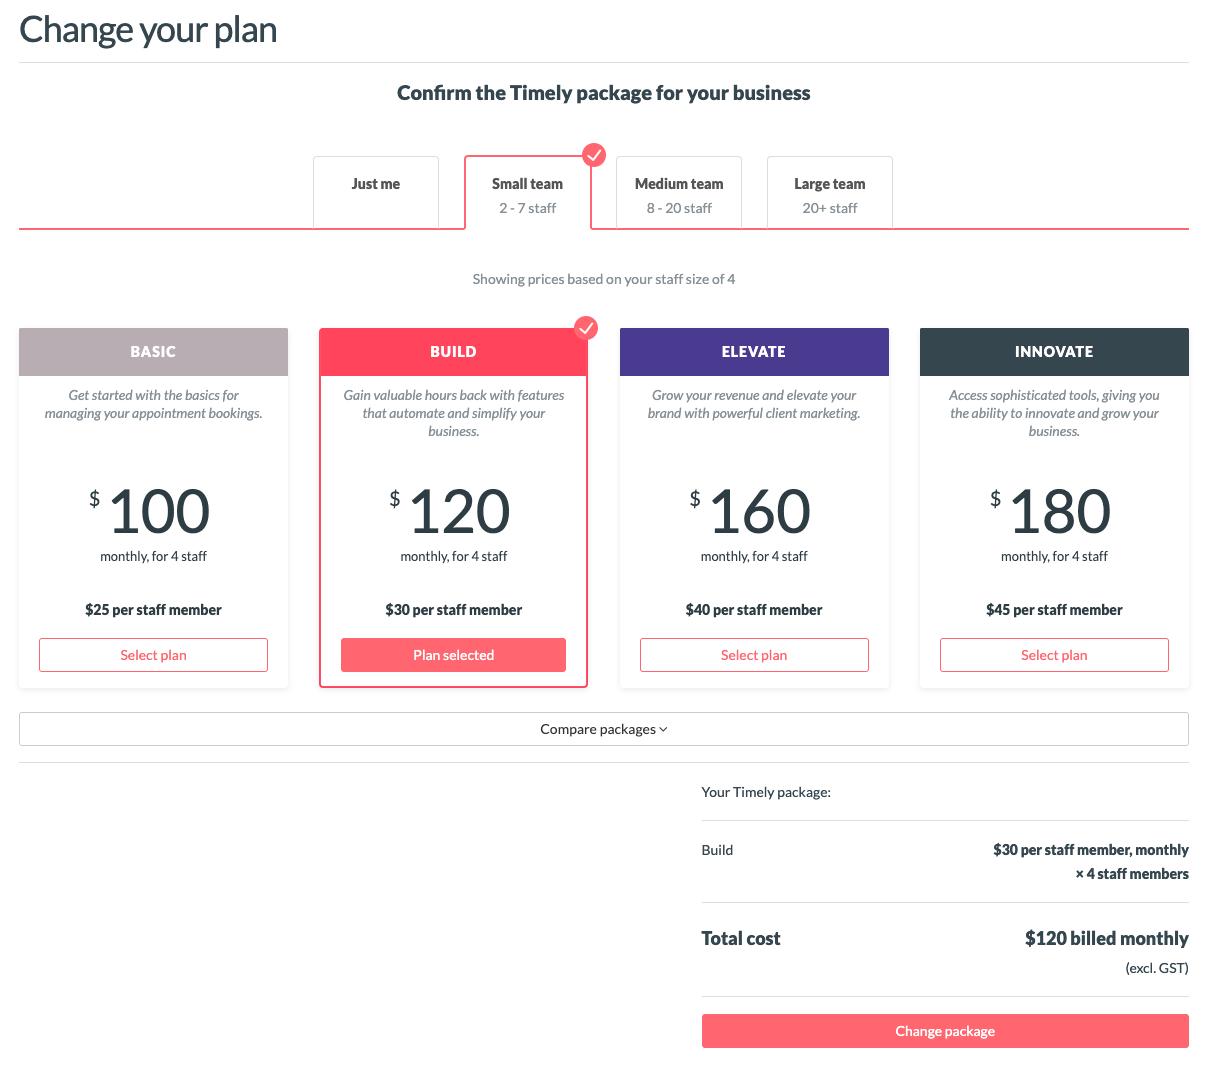 Change your plan
Confirm the Timely package for your business
Just me
Small team
2 - 7 staff
Medium team
8 - 20 staff
Large team
20+ staff
Showing prices based on your staff size of 4
BASIC
Get started with the basics for
managing your appointment bookings.
$ 100
monthly, for 4 staff
$25 per staff member
Select plan
BUILD
Gain valuable hours back with features
that automate and simplify your
business.
$ 120
monthly, for 4 staff
$30 per staff member
Plan selected
ELEVATE
Grow your revenue and elevate your
brand with powerful client marketing.
$ 160
monthly, for 4 staff
$40 per staff member
Select plan
INNOVATE
Access sophisticated tools, giving you
the ability to innovate and grow your
business.
$ 180
monthly, for 4 staff
$45 per staff member
Select plan
Compare packages
Your Timely package:
Build
$30 per staff member, monthly
× 4 staff members
Total cost
$120 billed monthly
(excl. GST)
Change package